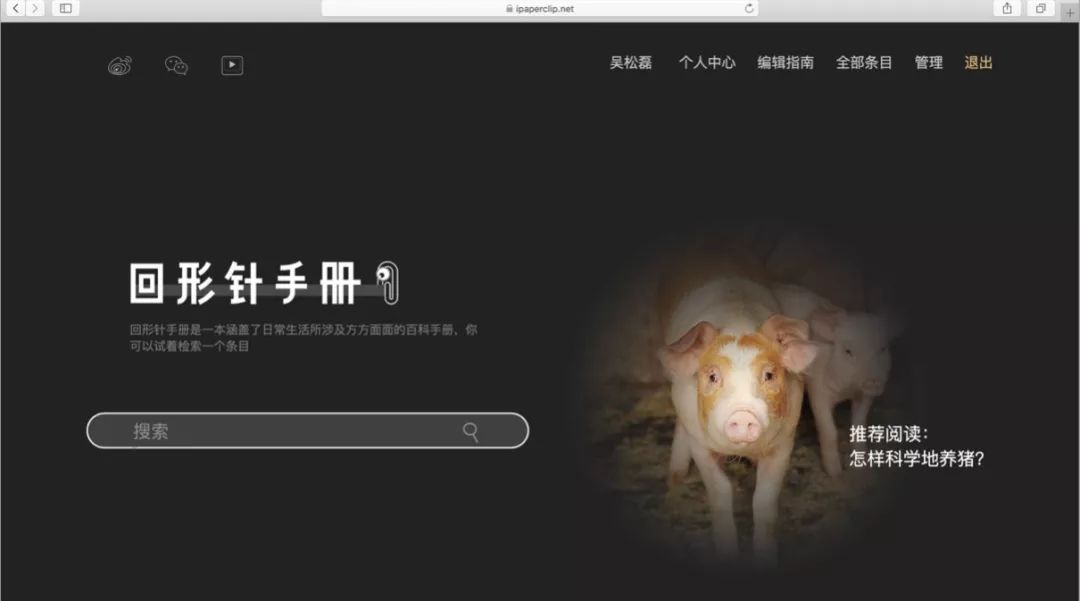 ipaperclip.net
吴松磊 个人中心 编辑指南 全部条目 管理 退出
回形针手册
回形针手册是一本涵盖了日常生活所涉及方方面面的百科手册，你
可以试着检索一个条目
搜索
推荐阅读：
怎样科学地养猪？